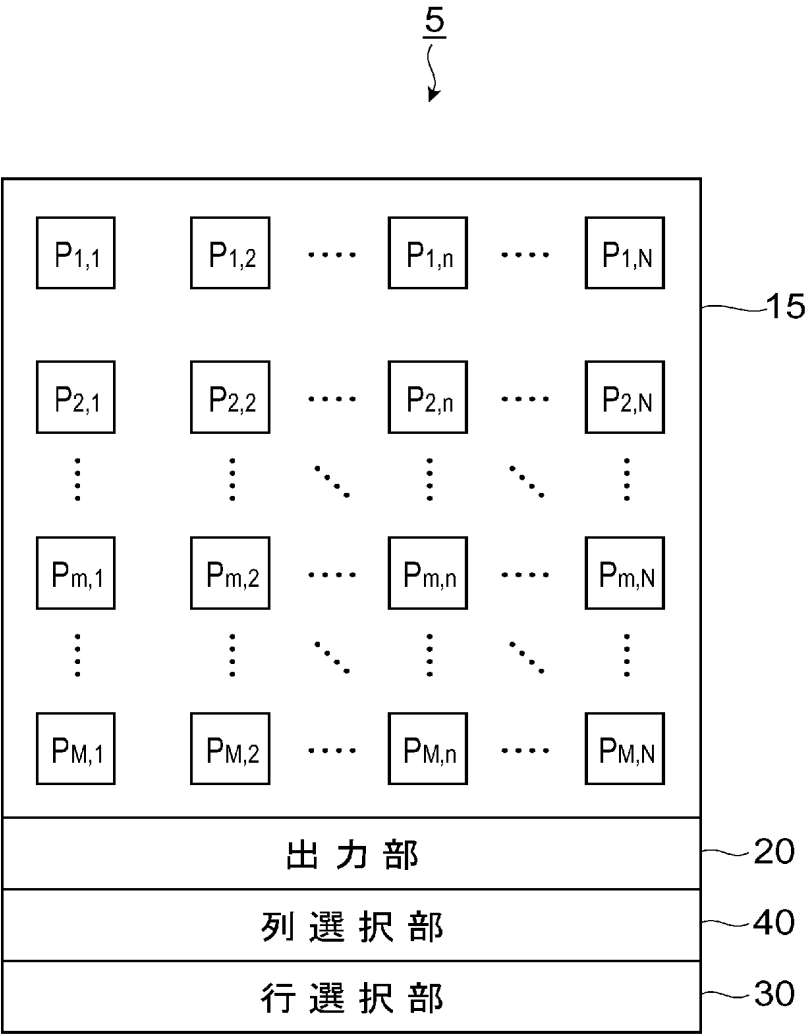 5
P1,1 P1,2 ···· P1,n ···· P1,N
15
P2,1 P2,2 ···· P2,n ···· P2,N
Pm,1 Pm,2 ···· Pm,n ···· Pm,N
PM,1 PM,2 ···· PM,n ···· PM,N
出力部 20
列選択部 40
行選択部 30